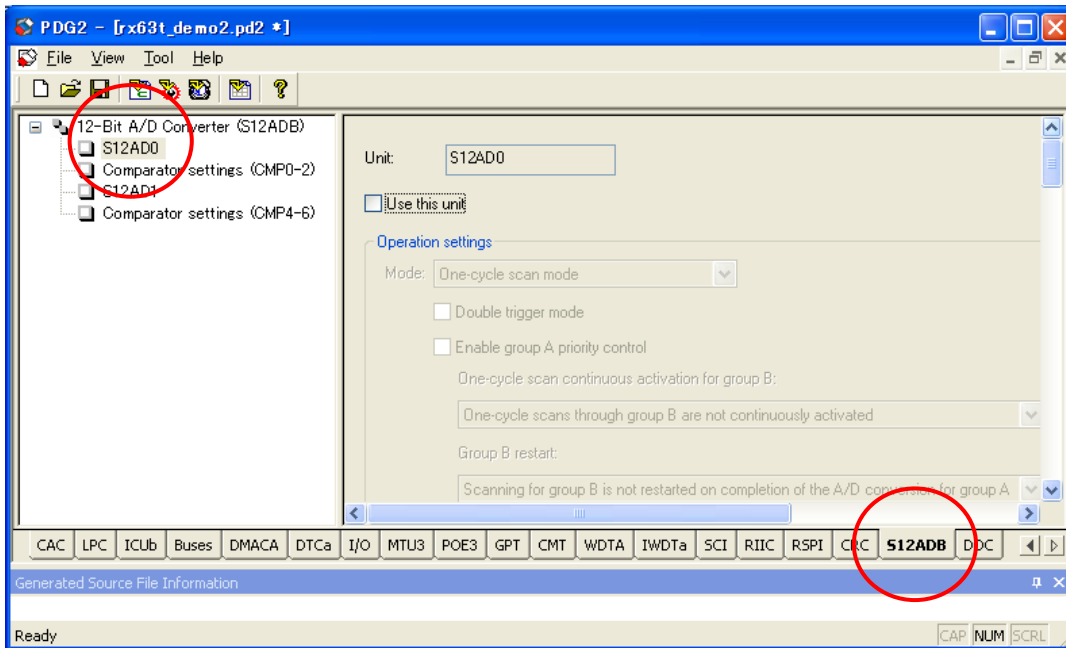 PDG2 - [rx63t_demo2.pd2 *]
File View Tool Help
12-Bit A/D Converter (S12ADB)
S12AD0
Comparator settings (CMP0-2)
S12AD1
Comparator settings (CMP4-6)
Unit: S12AD0
Use this unit
Operation settings
Mode: One-cycle scan mode
Double trigger mode
Enable group A priority control
One-cycle scan continuous activation for group B:
One-cycle scans through group B are not continuously activated
Group B restart:
Scanning for group B is not restarted on completion of the A/D conversion for group A
CAC LPC ICUb Buses DMACA DTCa I/O MTU3 POE3 GPT CMT WDTA IWDTa SCI RIIC RSPI CRC S12ADB DOC
Generated Source File Information
Ready CAP NUM SCRL